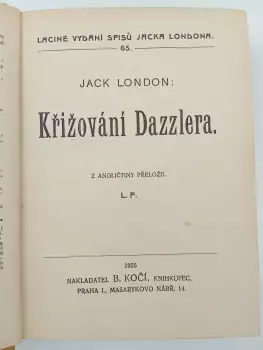 LACINÉ VYDÁNÍ SPISŮ JACKA LONDONA.
65.
JACK LONDON:
Křižování Dazzlera.
Z ANGLIČTINY PŘELOŽIL
L. F.
1925
NAKLADATEL B. KOČÍ, KNIHKUPEC,
PRAHA I., MASARYKOVO NÁBŘ. 14.